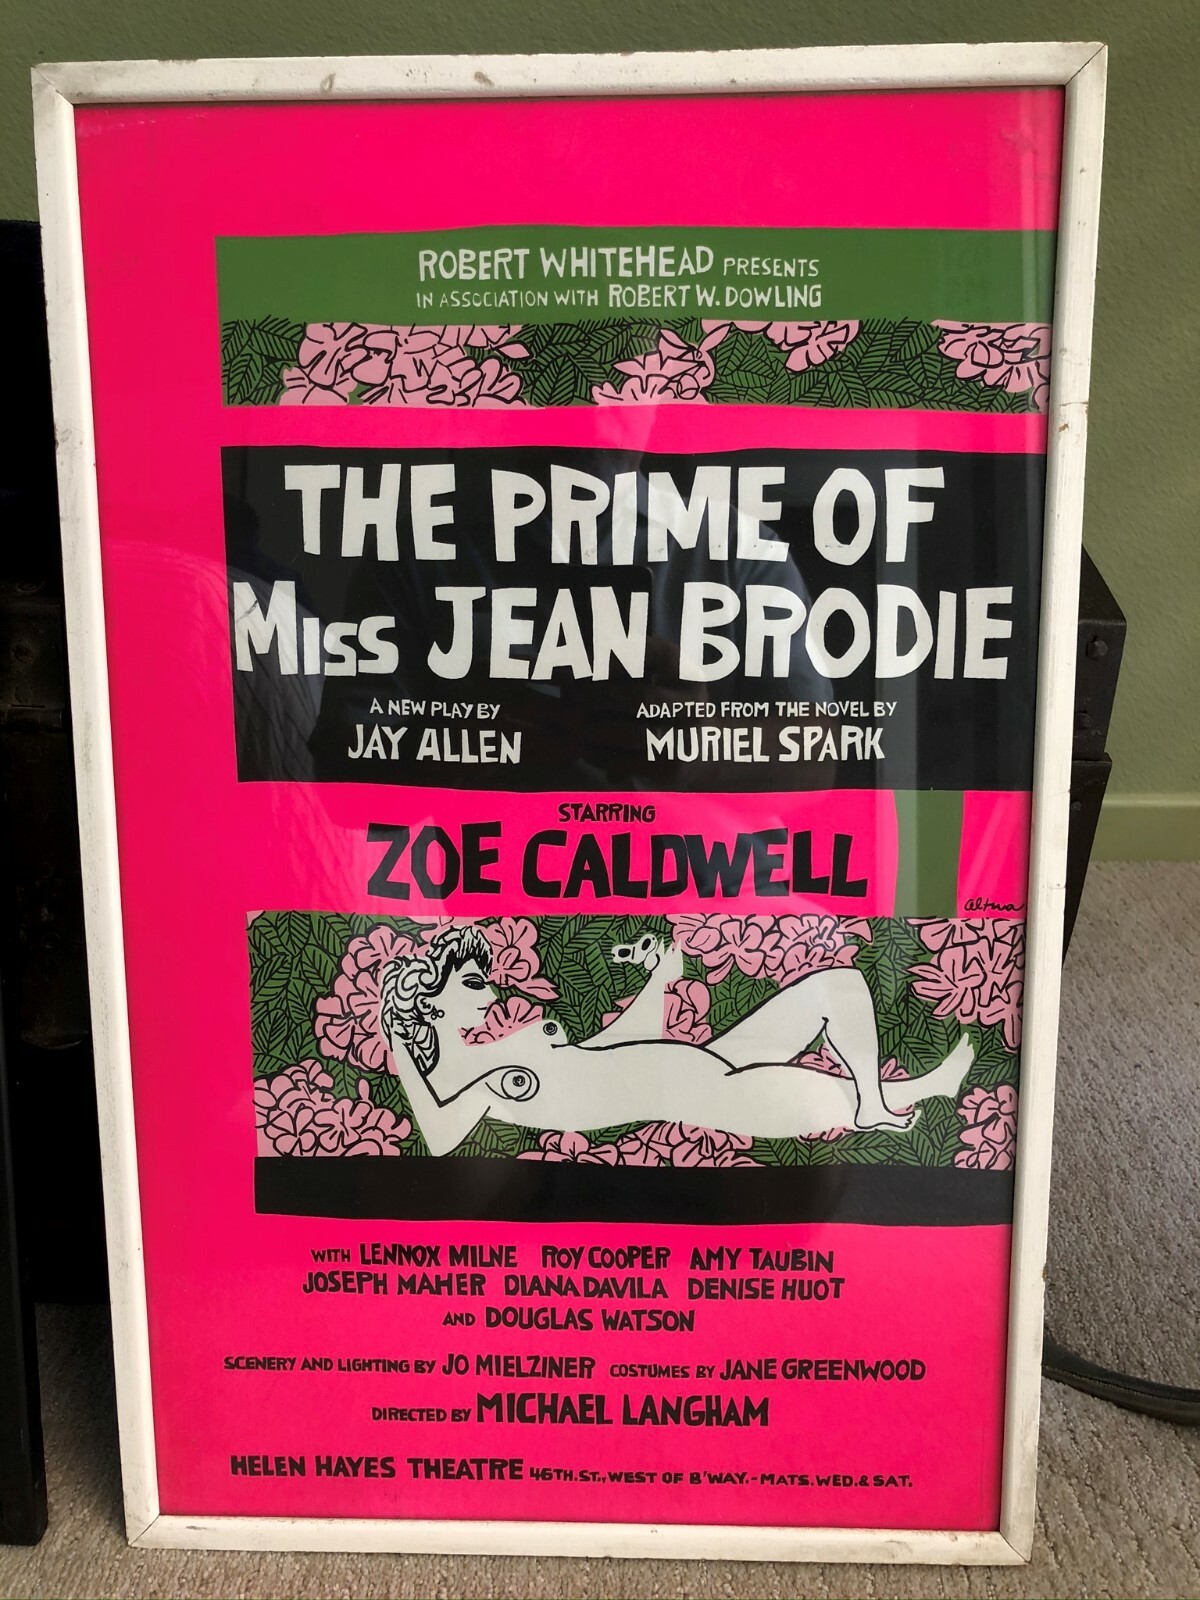 ROBERT WHITEHEAD PRESENTS
IN ASSOCIATION WITH ROBERT W. DOWLING
THE PRIME OF
MISS JEAN BRODIE
A NEW PLAY BY
JAY ALLEN
ADAPTED FROM THE NOVEL BY
MURIEL SPARK
STARRING
ZOE CALDWELL
WITH LENNOX MILNE ROY COOPER AMY TAUBIN
JOSEPH MAHER DIANA DAVILA DENISE HUOT
AND DOUGLAS WATSON
SCENERY AND LIGHTING BY JO MIELZINER COSTUMES BY JANE GREENWOOD
DIRECTED BY MICHAEL LANGHAM
HELEN HAYES THEATRE 46TH. ST., WEST OF B'WAY. - MATS. WED. & SAT.